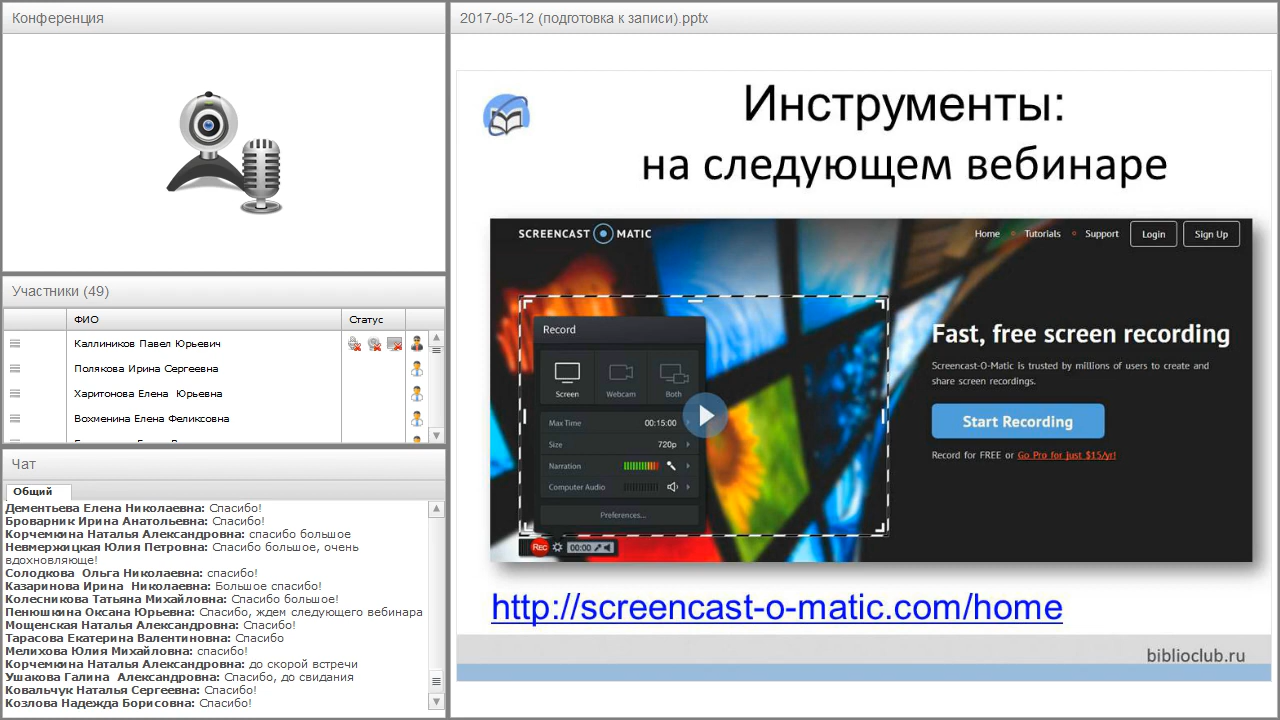 Конференция
2017-05-12 (подготовка к записи).pptx
Участники (49)
ФИО
Статус
Каллиников Павел Юрьевич
Полякова Ирина Сергеевна
Харитонова Елена Юрьевна
Вохменина Елена Феликсовна
Чат
Общий
Дементьева Елена Николаевна: Спасибо!
Броварник Ирина Анатольевна: Спасибо!
Корчемкина Наталья Александровна: спасибо большое
Невмержицкая Юлия Петровна: Спасибо большое, очень
вдохновляюще!
Солодкова Ольга Николаевна: спасибо!
Казаринова Ирина Николаевна: Большое спасибо!
Колесникова Татьяна Михайловна: Спасибо большое!
Пенюшкина Оксана Юрьевна: Спасибо, ждем следующего вебинара
Мощенская Наталья Александровна: Спасибо!
Тарасова Екатерина Валентиновна: Спасибо
Мелихова Юлия Михайловна: спасибо!
Корчемкина Наталья Александровна: до скорой встречи
Ушакова Галина Александровна: Спасибо, до свидания
Ковальчук Наталья Сергеевна: Спасибо!
Козлова Надежда Борисовна: Спасибо!
Инструменты:
на следующем вебинаре
SCREENCAST MATIC
Home
Tutorials
Support
Login
Sign Up
Record
Screen
Webcam
Both
Max Time 00:15:00
Size 720p
Narration
Computer Audio
Preferences...
Rec 00:00
Fast, free screen recording
Screencast-O-Matic is trusted by millions of users to create and
share screen recordings.
Start Recording
Record for FREE or Go Pro for just $15/yr!
http://screencast-o-matic.com/home
biblioclub.ru